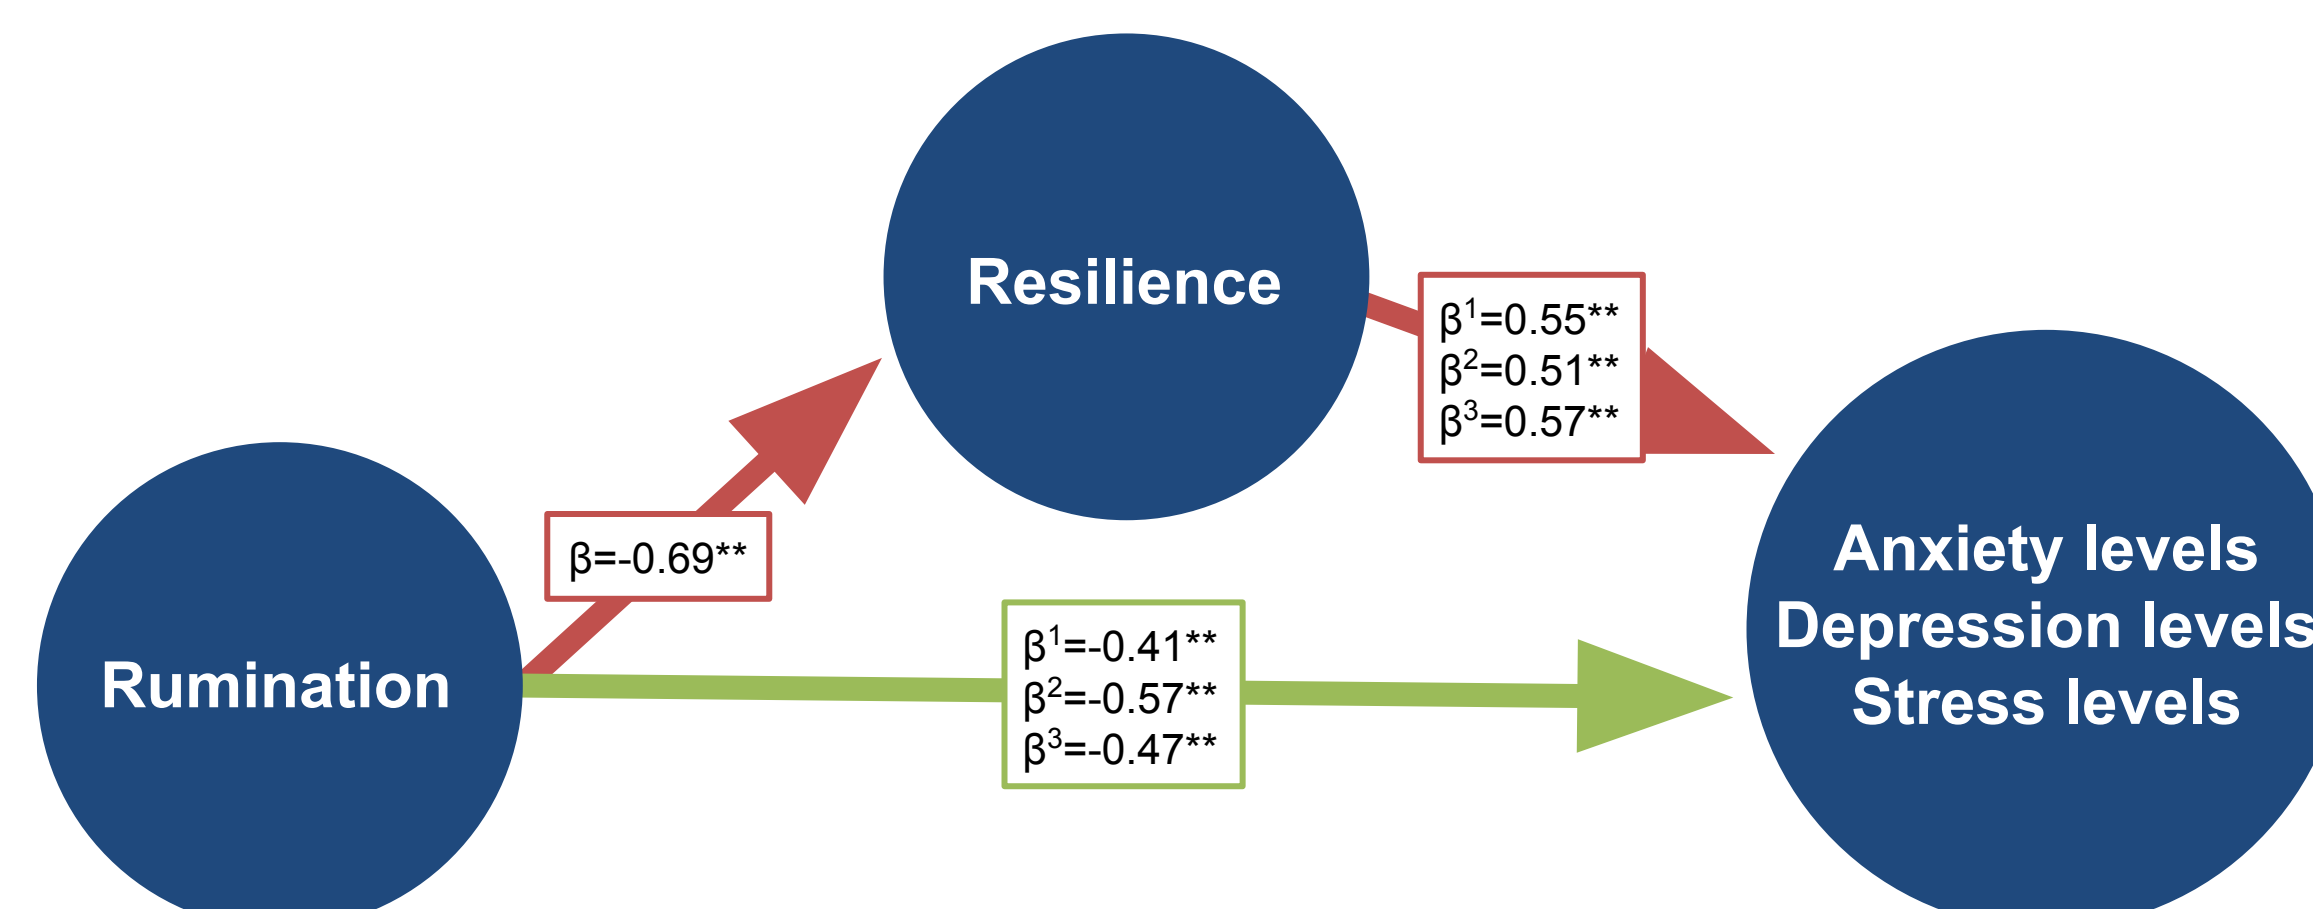 Resilience
β¹=0.55**
β²=0.51**
β³=0.57**
Anxiety levels
Depression levels
Stress levels
β=-0.69**
Rumination
β¹=-0.41**
β²=-0.57**
β³=-0.47**